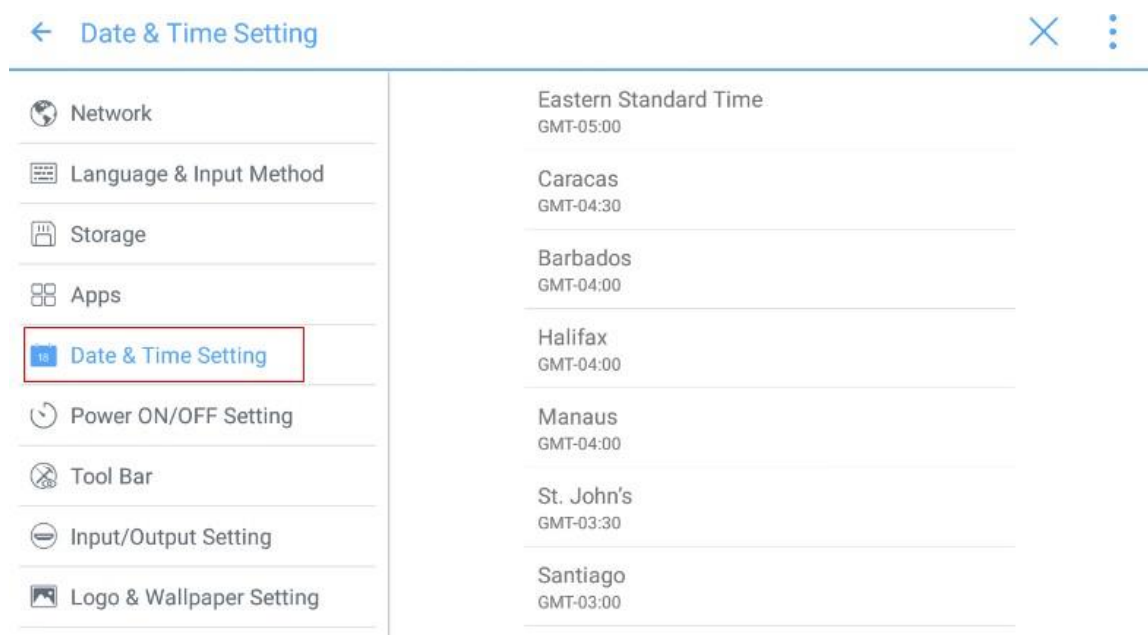 Date & Time Setting
Network
Language & Input Method
Storage
Apps
18
Date & Time Setting
Power ON/OFF Setting
Tool Bar
Input/Output Setting
Logo & Wallpaper Setting
Eastern Standard Time
GMT-05:00
Caracas
GMT-04:30
Barbados
GMT-04:00
Halifax
GMT-04:00
Manaus
GMT-04:00
St. John's
GMT-03:30
Santiago
GMT-03:00